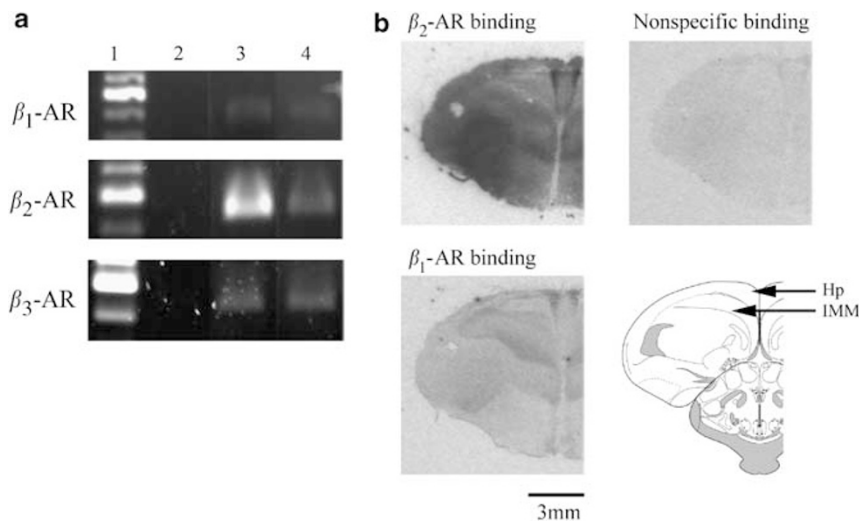 a
1 2 3 4
β1-AR
β2-AR
β3-AR
b
β2-AR binding
Nonspecific binding
β1-AR binding
Hp
IMM
3mm